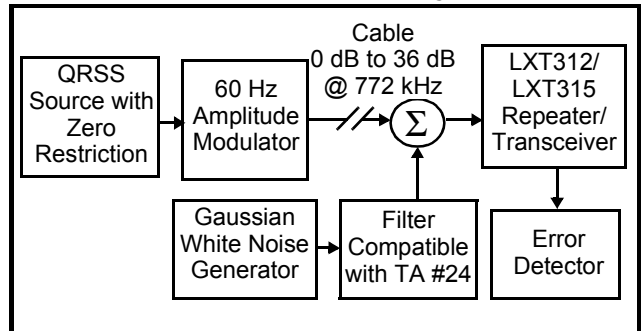 QRSS
Source with
Zero
Restriction
60 Hz
Amplitude
Modulator
Cable
0 dB to 36 dB
@ 772 kHz
Σ
LXT312/
LXT315
Repeater/
Transceiver
Gaussian
White Noise
Generator
Filter
Compatible
with TA #24
Error
Detector